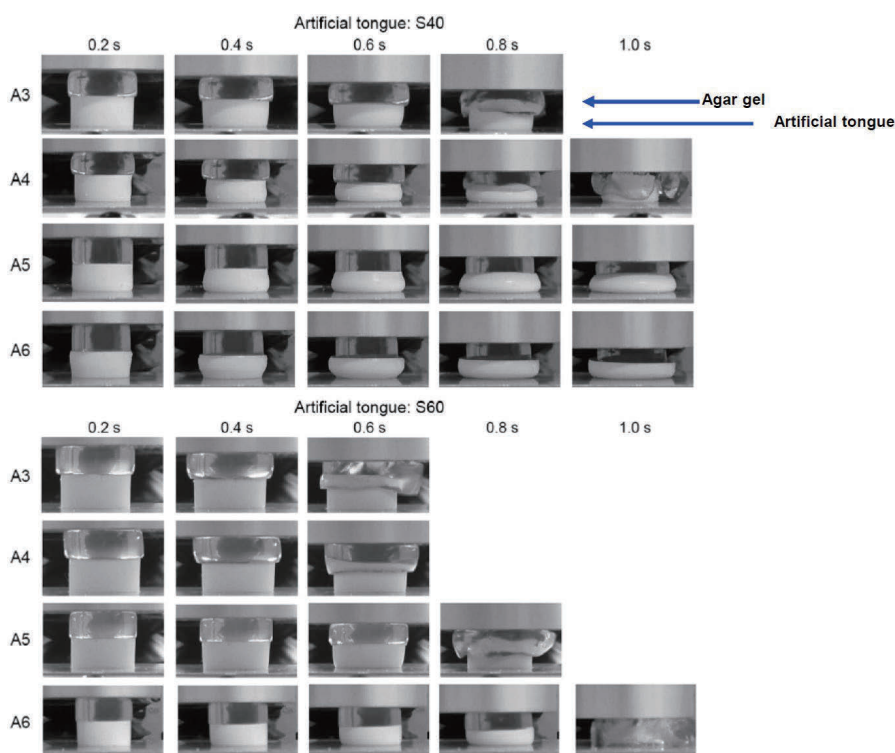 Artificial tongue: S40
0.2 s 0.4 s 0.6 s 0.8 s 1.0 s
A3
Agar gel
Artificial tongue
A4
A5
A6
Artificial tongue: S60
0.2 s 0.4 s 0.6 s 0.8 s 1.0 s
A3
A4
A5
A6